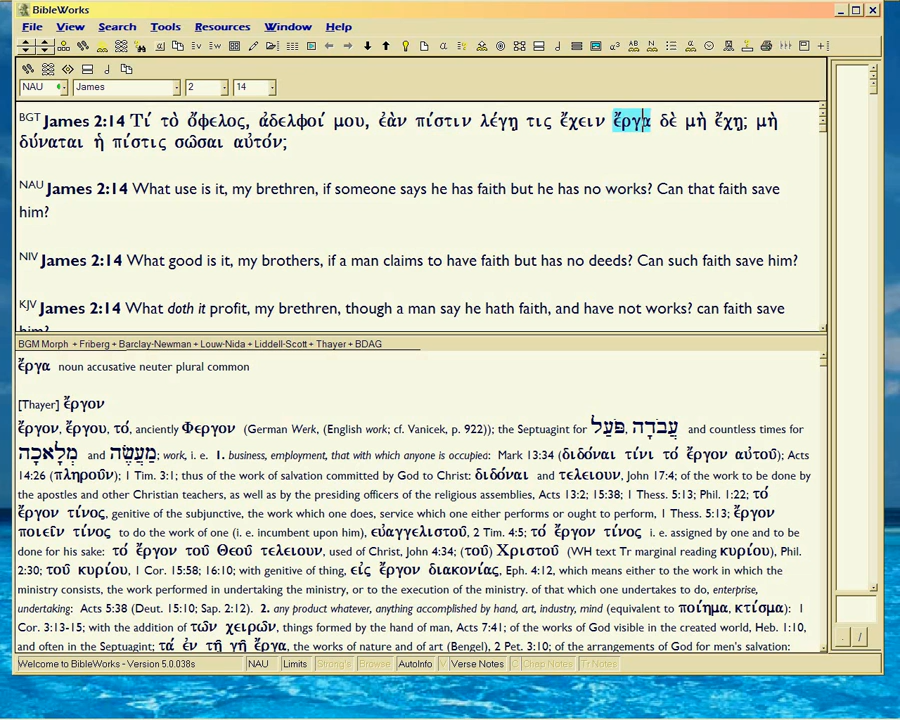 BibleWorks
File View Search Tools Resources Window Help
NAU James 2 14
BGT James 2:14 Τί τὸ ὄφελος, ἀδελφοί μου, ἐὰν πίστιν λέγῃ τις ἔχειν ἔργα δὲ μὴ ἔχῃ; μὴ
δύναται ἡ πίστις σῶσαι αὐτόν;
NAU James 2:14 What use is it, my brethren, if someone says he has faith but he has no works? Can that faith save
him?
NIV James 2:14 What good is it, my brothers, if a man claims to have faith but has no deeds? Can such faith save him?
KJV James 2:14 What doth it profit, my brethren, though a man say he hath faith, and have not works? can faith save
him?
BGM Morph + Friberg + Barclay-Newman + Louw-Nida + Liddell-Scott + Thayer + BDAG
ἔργα noun accusative neuter plural common
[Thayer] ἔργον
ἔργον, ἔργου, τό, anciently Φεργον (German Werk, (English work; cf. Vanicek, p. 922)); the Septuagint for פֹּעַל, עֲבֹדָה and countless times for
מְלָאכָה and מַעֲשֶׂה; work, i. e. 1. business, employment, that with which anyone is occupied: Mark 13:34 (διδόναι τίνι τό ἔργον αὐτοῦ); Acts
14:26 (πληροῦν); 1 Tim. 3:1; thus of the work of salvation committed by God to Christ: διδόναι and τελειουν, John 17:4; of the work to be done by
the apostles and other Christian teachers, as well as by the presiding officers of the religious assemblies, Acts 13:2; 15:38; 1 Thess. 5:13; Phil. 1:22; τό
ἔργον τίνος, genitive of the subjunctive, the work which one does, service which one either performs or ought to perform, 1 Thess. 5:13; ἔργον
ποιεῖν τίνος to do the work of one (i. e. incumbent upon him), εὐαγγελιστοῦ, 2 Tim. 4:5; τό ἔργον τίνος i. e. assigned by one and to be
done for his sake: τό ἔργον τοῦ Θεοῦ τελειουν, used of Christ, John 4:34; (τοῦ) Χριστοῦ (WH text Tr marginal reading κυρίου), Phil.
2:30; τοῦ κυρίου, 1 Cor. 15:58; 16:10; with genitive of thing, εἰς ἔργον διακονίας, Eph. 4:12, which means either to the work in which the
ministry consists, the work performed in undertaking the ministry, or to the execution of the ministry. of that which one undertakes to do, enterprise,
undertaking: Acts 5:38 (Deut. 15:10; Sap. 2:12). 2. any product whatever, anything accomplished by hand, art, industry, mind (equivalent to ποίημα, κτίσμα): 1
Cor. 3:13-15; with the addition of τῶν χειρῶν, things formed by the hand of man, Acts 7:41; of the works of God visible in the created world, Heb. 1:10,
and often in the Septuagint; τά ἐν τῇ γῇ ἔργα, the works of nature and of art (Bengel), 2 Pet. 3:10; of the arrangements of God for men's salvation:
Welcome to BibleWorks - Version 5.0.038s NAU Limits Strong's Browse AutoInfo V Verse Notes C Chap Notes Tr Notes